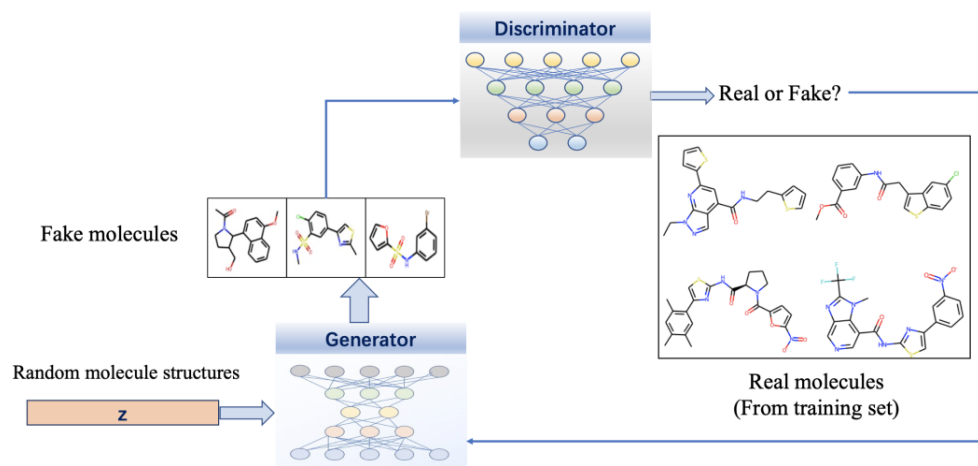 Discriminator
Real or Fake?
Fake molecules
Generator
Random molecule structures
z
Real molecules
(From training set)